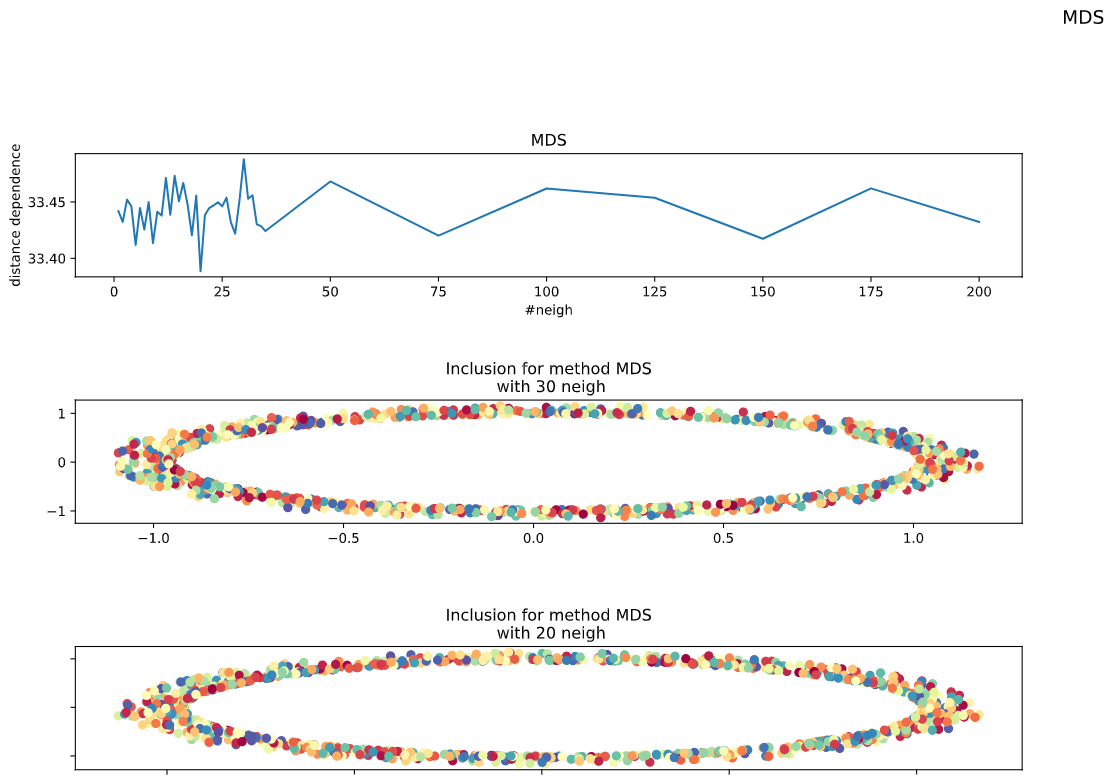 MDS
MDS
distance dependence
33.45
33.40
0 25 50 75 100 125 150 175 200
#neigh
Inclusion for method MDS
with 30 neigh
1
0
−1
−1.0 −0.5 0.0 0.5 1.0
Inclusion for method MDS
with 20 neigh